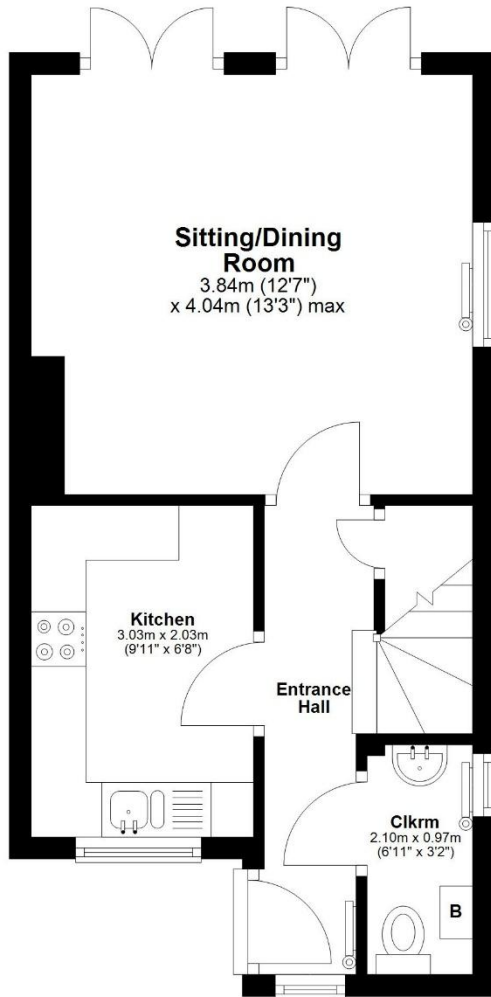 Sitting/Dining
Room
3.84m (12'7")
x 4.04m (13'3") max
Kitchen
3.03m x 2.03m
(9'11" x 6'8")
Entrance
Hall
Clkrm
2.10m x 0.97m
(6'11" x 3'2")
B